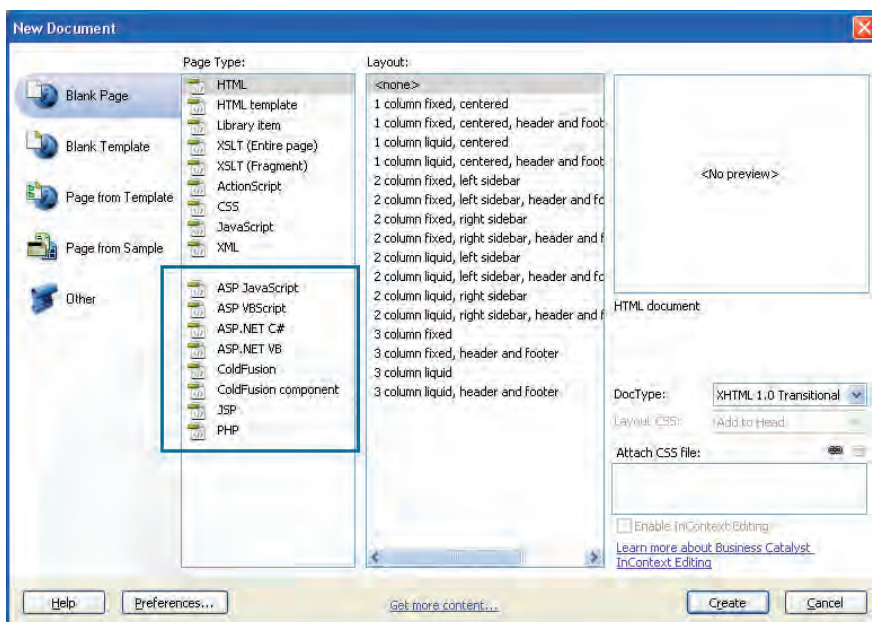 New Document
Blank Page
Blank Template
Page from Template
Page from Sample
Other
Page Type:
HTML
HTML template
Library item
XSLT (Entire page)
XSLT (Fragment)
ActionScript
CSS
JavaScript
XML
ASP JavaScript
ASP VBScript
ASP.NET C#
ASP.NET VB
ColdFusion
ColdFusion component
JSP
PHP
Layout:
<none>
1 column fixed, centered
1 column fixed, centered, header and foot
1 column liquid, centered
1 column liquid, centered, header and foot
2 column fixed, left sidebar
2 column fixed, left sidebar, header and fo
2 column fixed, right sidebar
2 column fixed, right sidebar, header and f
2 column liquid, left sidebar
2 column liquid, left sidebar, header and fo
2 column liquid, right sidebar
2 column liquid, right sidebar, header and f
3 column fixed
3 column fixed, header and footer
3 column liquid
3 column liquid, header and footer
<No preview>
HTML document
DocType: XHTML 1.0 Transitional
Layout CSS: Add to Head
Attach CSS file:
Enable InContext Editing
Learn more about Business Catalyst
InContext Editing
Help Preferences... Get more content... Create Cancel